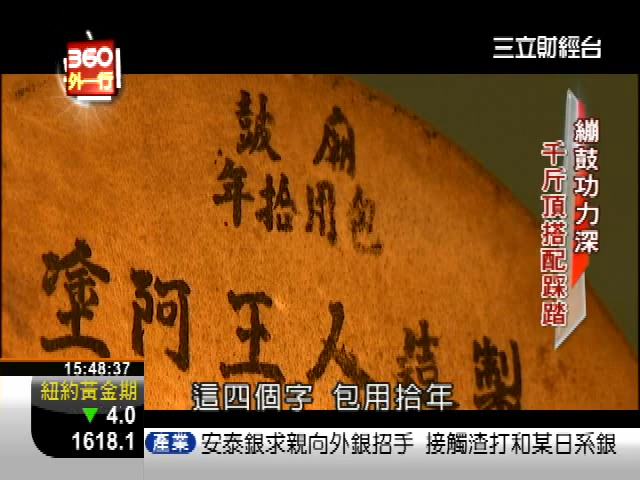 三立財經台
360
外一行
繃鼓功力深
千斤頂搭配踩踏
廟鼓
包用拾年
製造人王阿塗
這四個字 包用拾年
15:48:37
紐約黃金期
▼ 4.0
1618.1
產業 安泰銀求親向外銀招手 接觸渣打和某日系銀